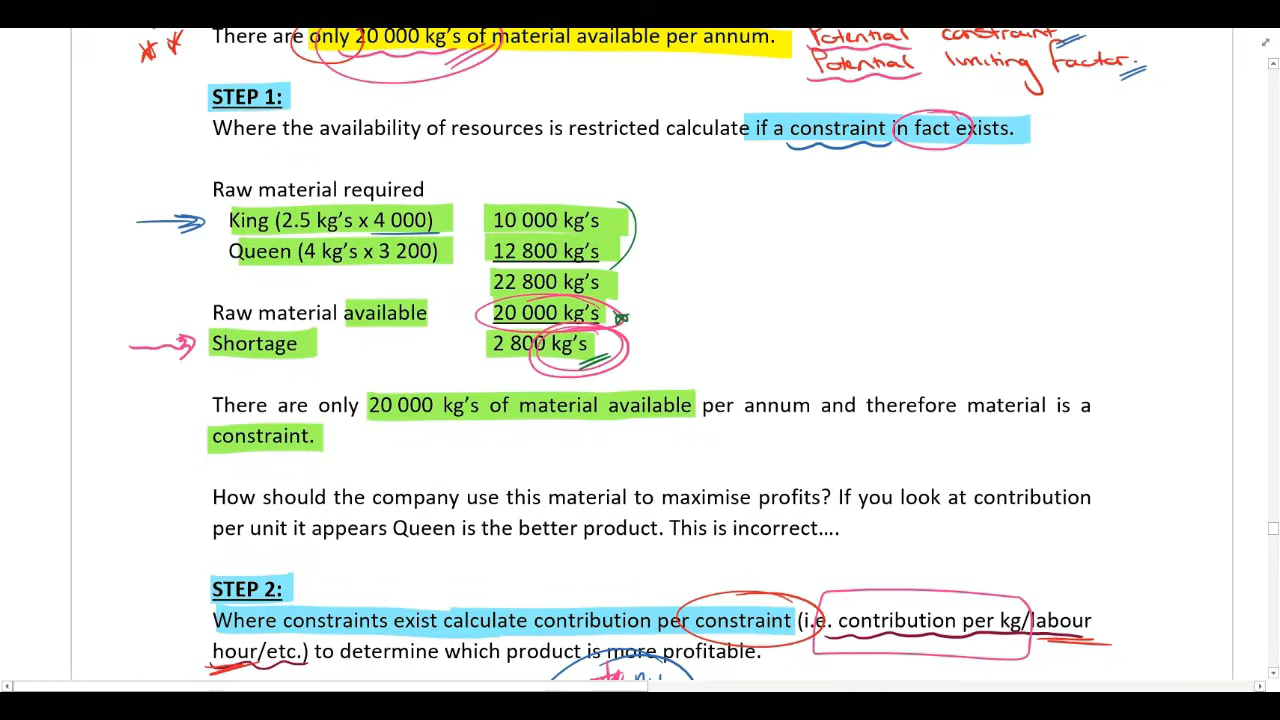 There are only 20 000 kg's of material available per annum.
Potential constraint
Potential limiting factor.
STEP 1:
Where the availability of resources is restricted calculate if a constraint in fact exists.
Raw material required
King (2.5 kg's x 4 000) 10 000 kg's
Queen (4 kg's x 3 200) 12 800 kg's
22 800 kg's
Raw material available 20 000 kg's
Shortage 2 800 kg's
There are only 20 000 kg's of material available per annum and therefore material is a
constraint.
How should the company use this material to maximise profits? If you look at contribution
per unit it appears Queen is the better product. This is incorrect....
STEP 2:
Where constraints exist calculate contribution per constraint (i.e. contribution per kg/labour
hour/etc.) to determine which product is more profitable.